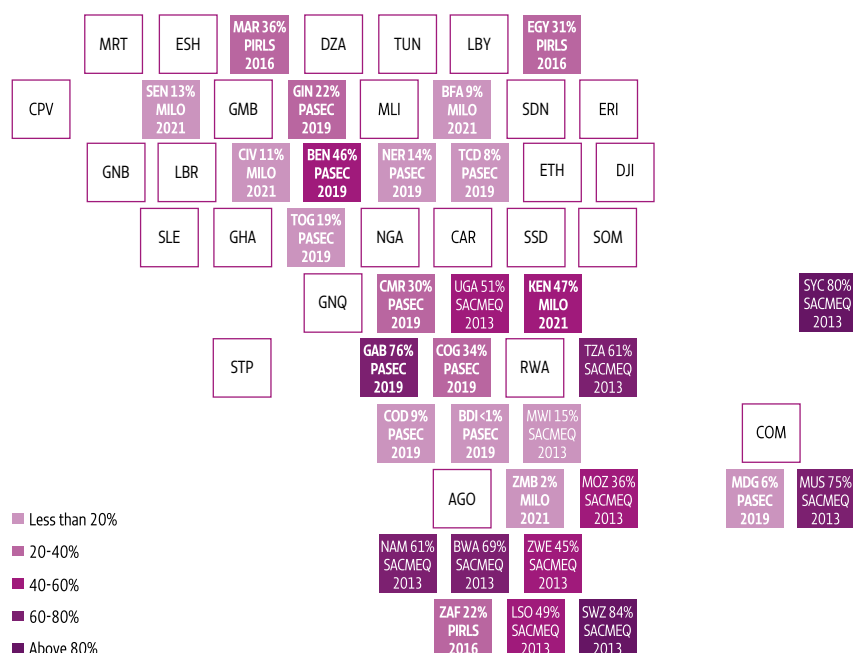 MRT
ESH
MAR 36%
PIRLS
2016
DZA
TUN
LBY
EGY 31%
PIRLS
2016
CPV
SEN 13%
MILO
2021
GMB
GIN 22%
PASEC
2019
MLI
BFA 9%
MILO
2021
SDN
ERI
GNB
LBR
CIV 11%
MILO
2021
BEN 46%
PASEC
2019
NER 14%
PASEC
2019
TCD 8%
PASEC
2019
ETH
DJI
SLE
GHA
TOG 19%
PASEC
2019
NGA
CAR
SSD
SOM
GNQ
CMR 30%
PASEC
2019
UGA 51%
SACMEQ
2013
KEN 47%
MILO
2021
SYC 80%
SACMEQ
2013
STP
GAB 76%
PASEC
2019
COG 34%
PASEC
2019
RWA
TZA 61%
SACMEQ
2013
COD 9%
PASEC
2019
BDI <1%
PASEC
2019
MWI 15%
SACMEQ
2013
COM
AGO
ZMB 2%
MILO
2021
MOZ 36%
SACMEQ
2013
MDG 6%
PASEC
2019
MUS 75%
SACMEQ
2013
NAM 61%
SACMEQ
2013
BWA 69%
SACMEQ
2013
ZWE 45%
SACMEQ
2013
ZAF 22%
PIRLS
2016
LSO 49%
SACMEQ
2013
SWZ 84%
SACMEQ
2013
Less than 20%
20-40%
40-60%
60-80%
Above 80%